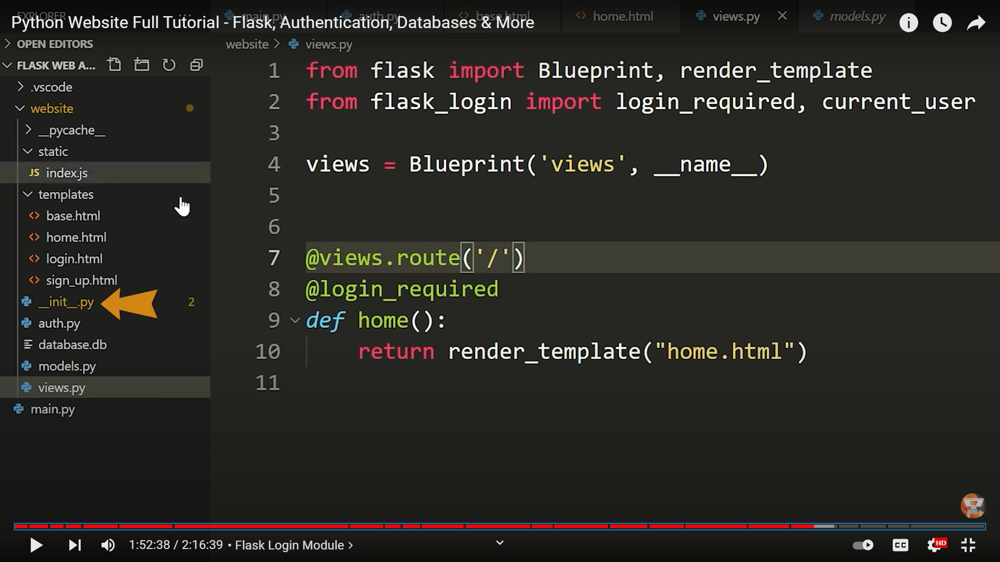 EXPLORER
main.py
auth.py
base.html
home.html
views.py
models.py
Python Website Full Tutorial - Flask, Authentication, Databases & More
OPEN EDITORS
website > views.py
FLASK WEB A...
.vscode
website
__pycache__
static
JS index.js
templates
base.html
home.html
login.html
sign_up.html
__init__.py 2
auth.py
database.db
models.py
views.py
main.py
1 from flask import Blueprint, render_template
2 from flask_login import login_required, current_user
3
4 views = Blueprint('views', __name__)
5
6
7 @views.route('/')
8 @login_required
9 def home():
10 return render_template("home.html")
11
1:52:38 / 2:16:39 • Flask Login Module >
CC
HD